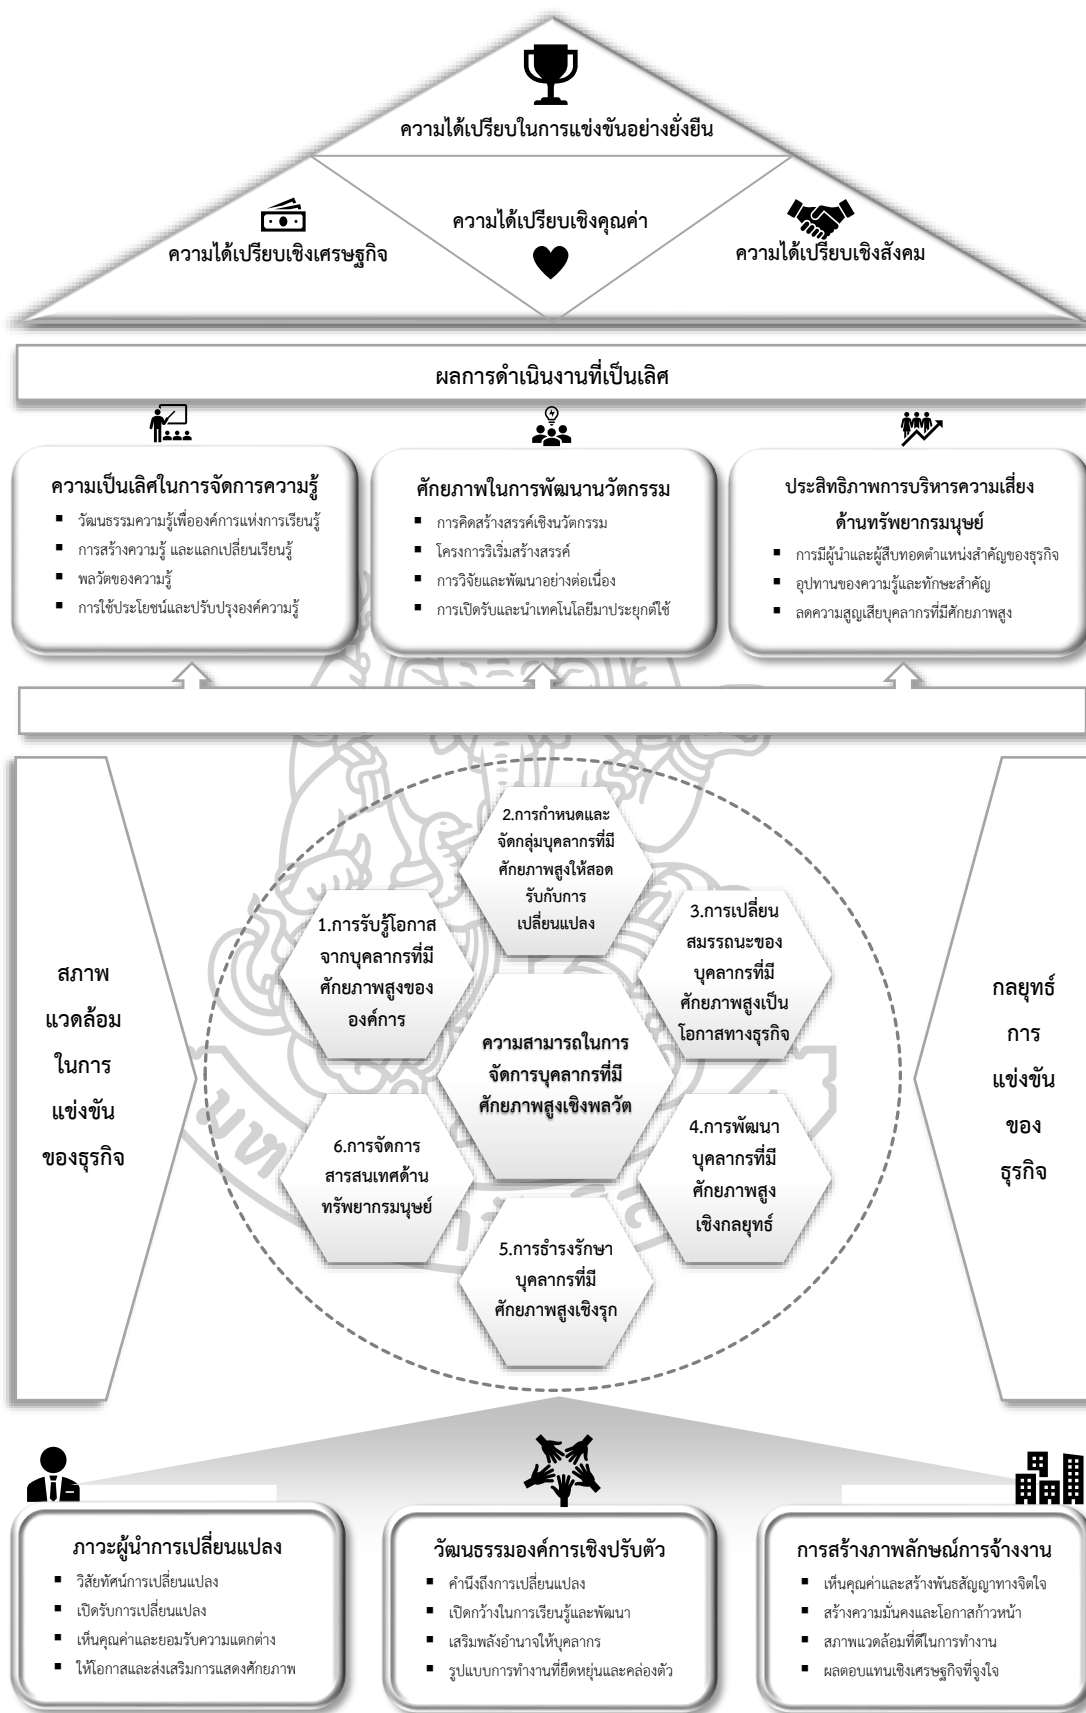 ความได้เปรียบในการแข่งขันอย่างยั่งยืน
ความได้เปรียบเชิงเศรษฐกิจ
ความได้เปรียบเชิงคุณค่า
ความได้เปรียบเชิงสังคม
ผลการดำเนินงานที่เป็นเลิศ
ความเป็นเลิศในการจัดการความรู้
▪ วัฒนธรรมความรู้เพื่อองค์การแห่งการเรียนรู้
▪ การสร้างความรู้ และแลกเปลี่ยนเรียนรู้
▪ พลวัตของความรู้
▪ การใช้ประโยชน์และปรับปรุงองค์ความรู้
ศักยภาพในการพัฒนานวัตกรรม
▪ การคิดสร้างสรรค์เชิงนวัตกรรม
▪ โครงการริเริ่มสร้างสรรค์
▪ การวิจัยและพัฒนาอย่างต่อเนื่อง
▪ การเปิดรับและนำเทคโนโลยีมาประยุกต์ใช้
ประสิทธิภาพการบริหารความเสี่ยง
ด้านทรัพยากรมนุษย์
▪ การมีผู้นำและผู้สืบทอดตำแหน่งสำคัญของธุรกิจ
▪ อุปทานของความรู้และทักษะสำคัญ
▪ ลดความสูญเสียบุคลากรที่มีศักยภาพสูง
สภาพ
แวดล้อม
ในการ
แข่งขัน
ของธุรกิจ
1.การรับรู้โอกาส
จากบุคลากรที่มี
ศักยภาพสูงของ
องค์การ
2.การกำหนดและ
จัดกลุ่มบุคลากรที่มี
ศักยภาพสูงให้สอด
รับกับการ
เปลี่ยนแปลง
3.การเปลี่ยน
สมรรถนะของ
บุคลากรที่มี
ศักยภาพสูงเป็น
โอกาสทางธุรกิจ
ความสามารถในการ
จัดการบุคลากรที่มี
ศักยภาพสูงเชิงพลวัต
4.การพัฒนา
บุคลากรที่มี
ศักยภาพสูง
เชิงกลยุทธ์
5.การธำรงรักษา
บุคลากรที่มี
ศักยภาพสูงเชิงรุก
6.การจัดการ
สารสนเทศด้าน
ทรัพยากรมนุษย์
กลยุทธ์
การ
แข่งขัน
ของ
ธุรกิจ
ภาวะผู้นำการเปลี่ยนแปลง
▪ วิสัยทัศน์การเปลี่ยนแปลง
▪ เปิดรับการเปลี่ยนแปลง
▪ เห็นคุณค่าและยอมรับความแตกต่าง
▪ ให้โอกาสและส่งเสริมการแสดงศักยภาพ
วัฒนธรรมองค์การเชิงปรับตัว
▪ คำนึงถึงการเปลี่ยนแปลง
▪ เปิดกว้างในการเรียนรู้และพัฒนา
▪ เสริมพลังอำนาจให้บุคลากร
▪ รูปแบบการทำงานที่ยืดหยุ่นและคล่องตัว
การสร้างภาพลักษณ์การจ้างงาน
▪ เห็นคุณค่าและสร้างพันธสัญญาทางจิตใจ
▪ สร้างความมั่นคงและโอกาสก้าวหน้า
▪ สภาพแวดล้อมที่ดีในการทำงาน
▪ ผลตอบแทนเชิงเศรษฐกิจที่จูงใจ